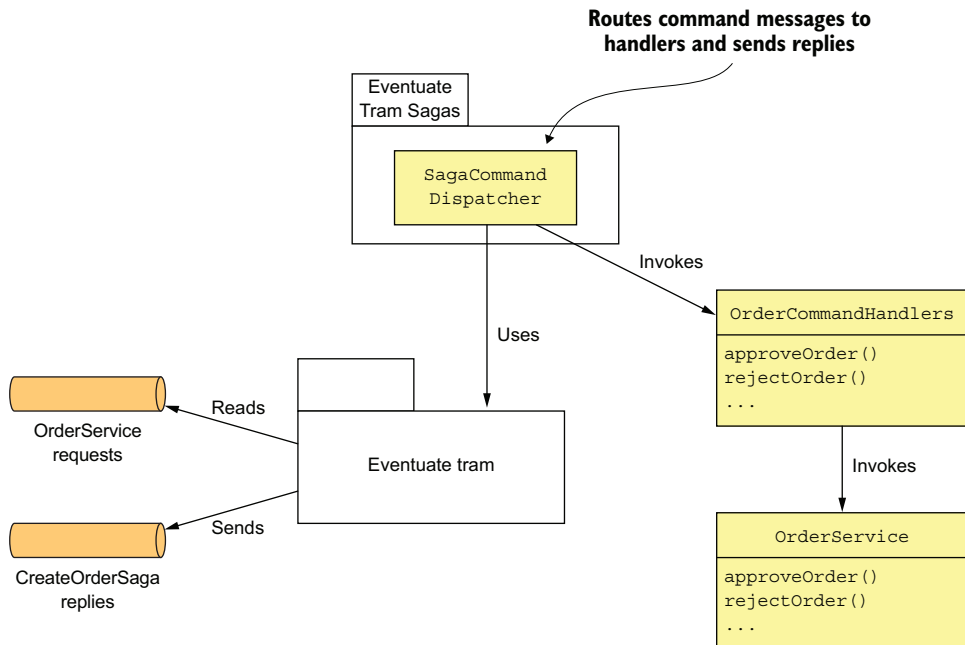 Routes command messages to
handlers and sends replies
Eventuate
Tram Sagas
SagaCommand
Dispatcher
Invokes
OrderCommandHandlers
approveOrder()
rejectOrder()
...
Uses
Reads
OrderService
requests
Eventuate tram
Invokes
Sends
CreateOrderSaga
replies
OrderService
approveOrder()
rejectOrder()
...